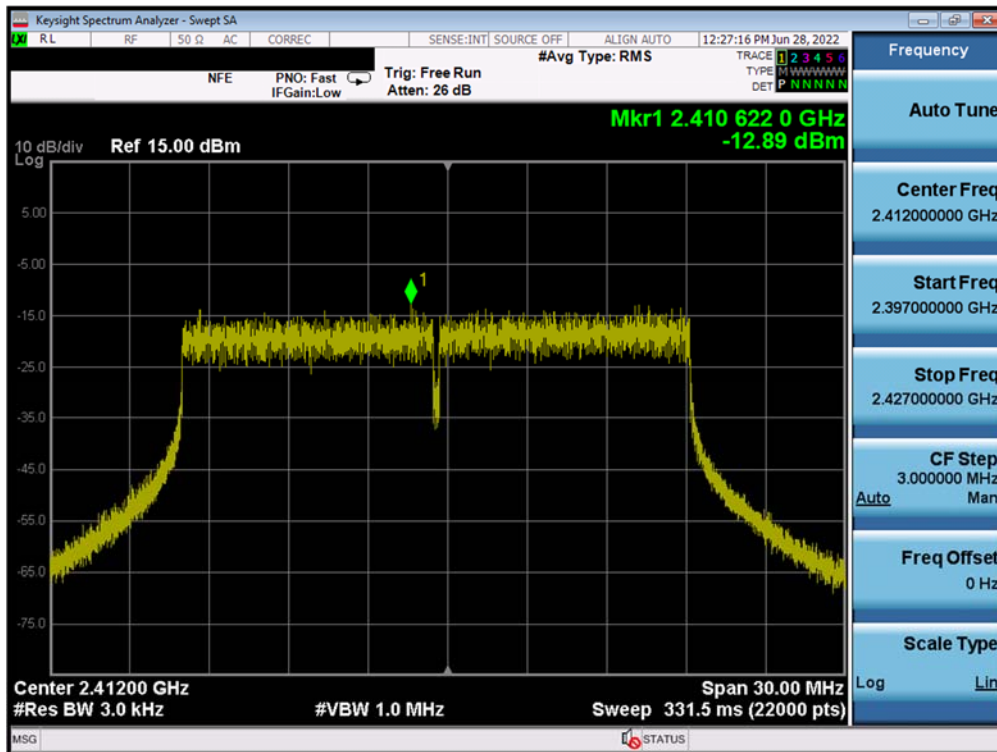 Keysight Spectrum Analyzer - Swept SA
LXI RL RF 50 Ω AC CORREC SENSE:INT SOURCE OFF ALIGN AUTO 12:27:16 PM Jun 28, 2022
NFE PNO: Fast Trig: Free Run #Avg Type: RMS TRACE 1 2 3 4 5 6
IFGain:Low Atten: 26 dB TYPE M WWWWW
DET P N N N N N
Mkr1 2.410 622 0 GHz
-12.89 dBm
10 dB/div Ref 15.00 dBm
Log
5.00
-5.00
1
-15.0
-25.0
-35.0
-45.0
-55.0
-65.0
-75.0
Center 2.41200 GHz Span 30.00 MHz
#Res BW 3.0 kHz #VBW 1.0 MHz Sweep 331.5 ms (22000 pts)
MSG STATUS
Frequency
Auto Tune
Center Freq
2.412000000 GHz
Start Freq
2.397000000 GHz
Stop Freq
2.427000000 GHz
CF Step
3.000000 MHz
Auto Man
Freq Offset
0 Hz
Scale Type
Log Lin